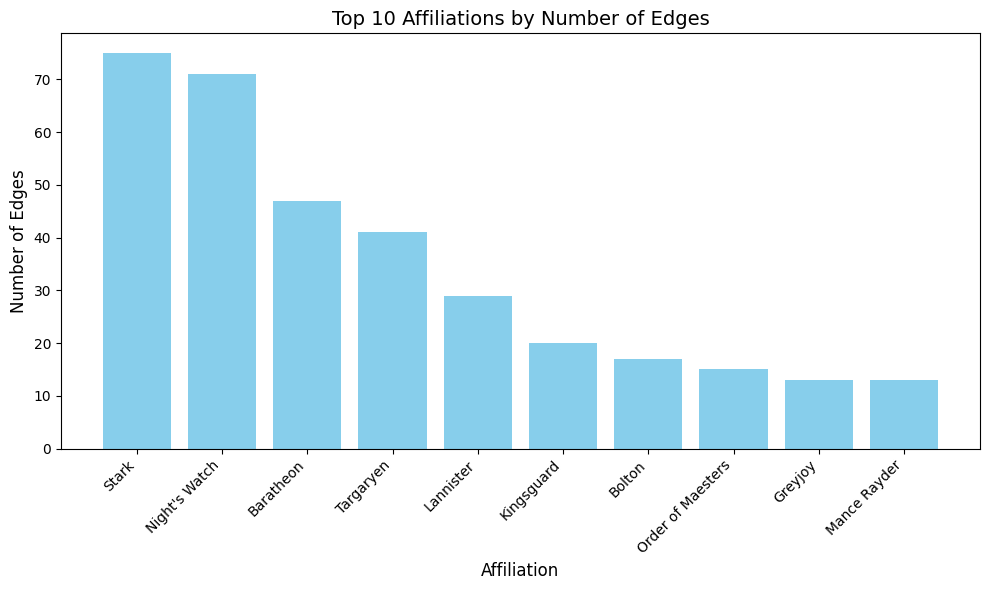 Top 10 Affiliations by Number of Edges
Number of Edges
70
60
50
40
30
20
10
0
Stark
Night's Watch
Baratheon
Targaryen
Lannister
Kingsguard
Bolton
Order of Maesters
Greyjoy
Mance Rayder
Affiliation